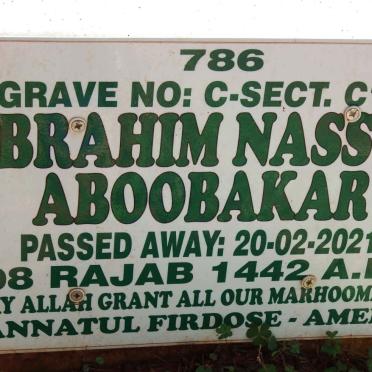 786
GRAVE NO: C-SECT. C
BRAHIM NASS
ABOOBAKAR
PASSED AWAY: 20-02-2021
08 RAJAB 1442 A.
Y ALLAH GRANT ALL OUR MARHOOM
ANNATUL FIRDOSE - AME